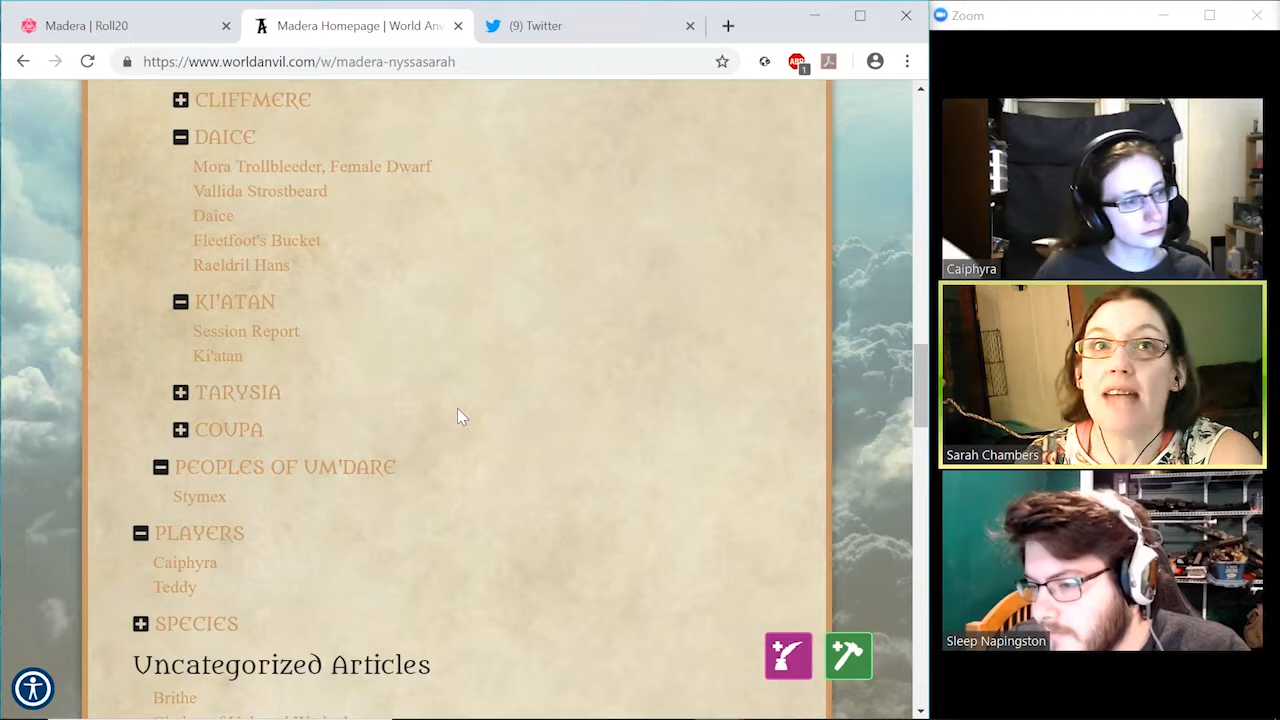 Madera | Roll20
Madera Homepage | World Anv
(9) Twitter
Zoom
https://www.worldanvil.com/w/madera-nyssasarah
ABP
1
CLIFFMERE
DAICE
Mora Trollbleeder, Female Dwarf
Vallida Strostbeard
Daice
Fleetfoot's Bucket
Raeldril Hans
KI'ATAN
Session Report
Ki'atan
TARYSIA
COUPA
PEOPLES OF UM'DARE
Stymex
PLAYERS
Caiphyra
Teddy
SPECIES
Uncategorized Articles
Brithe
Caiphyra
Sarah Chambers
Sleep Napingston